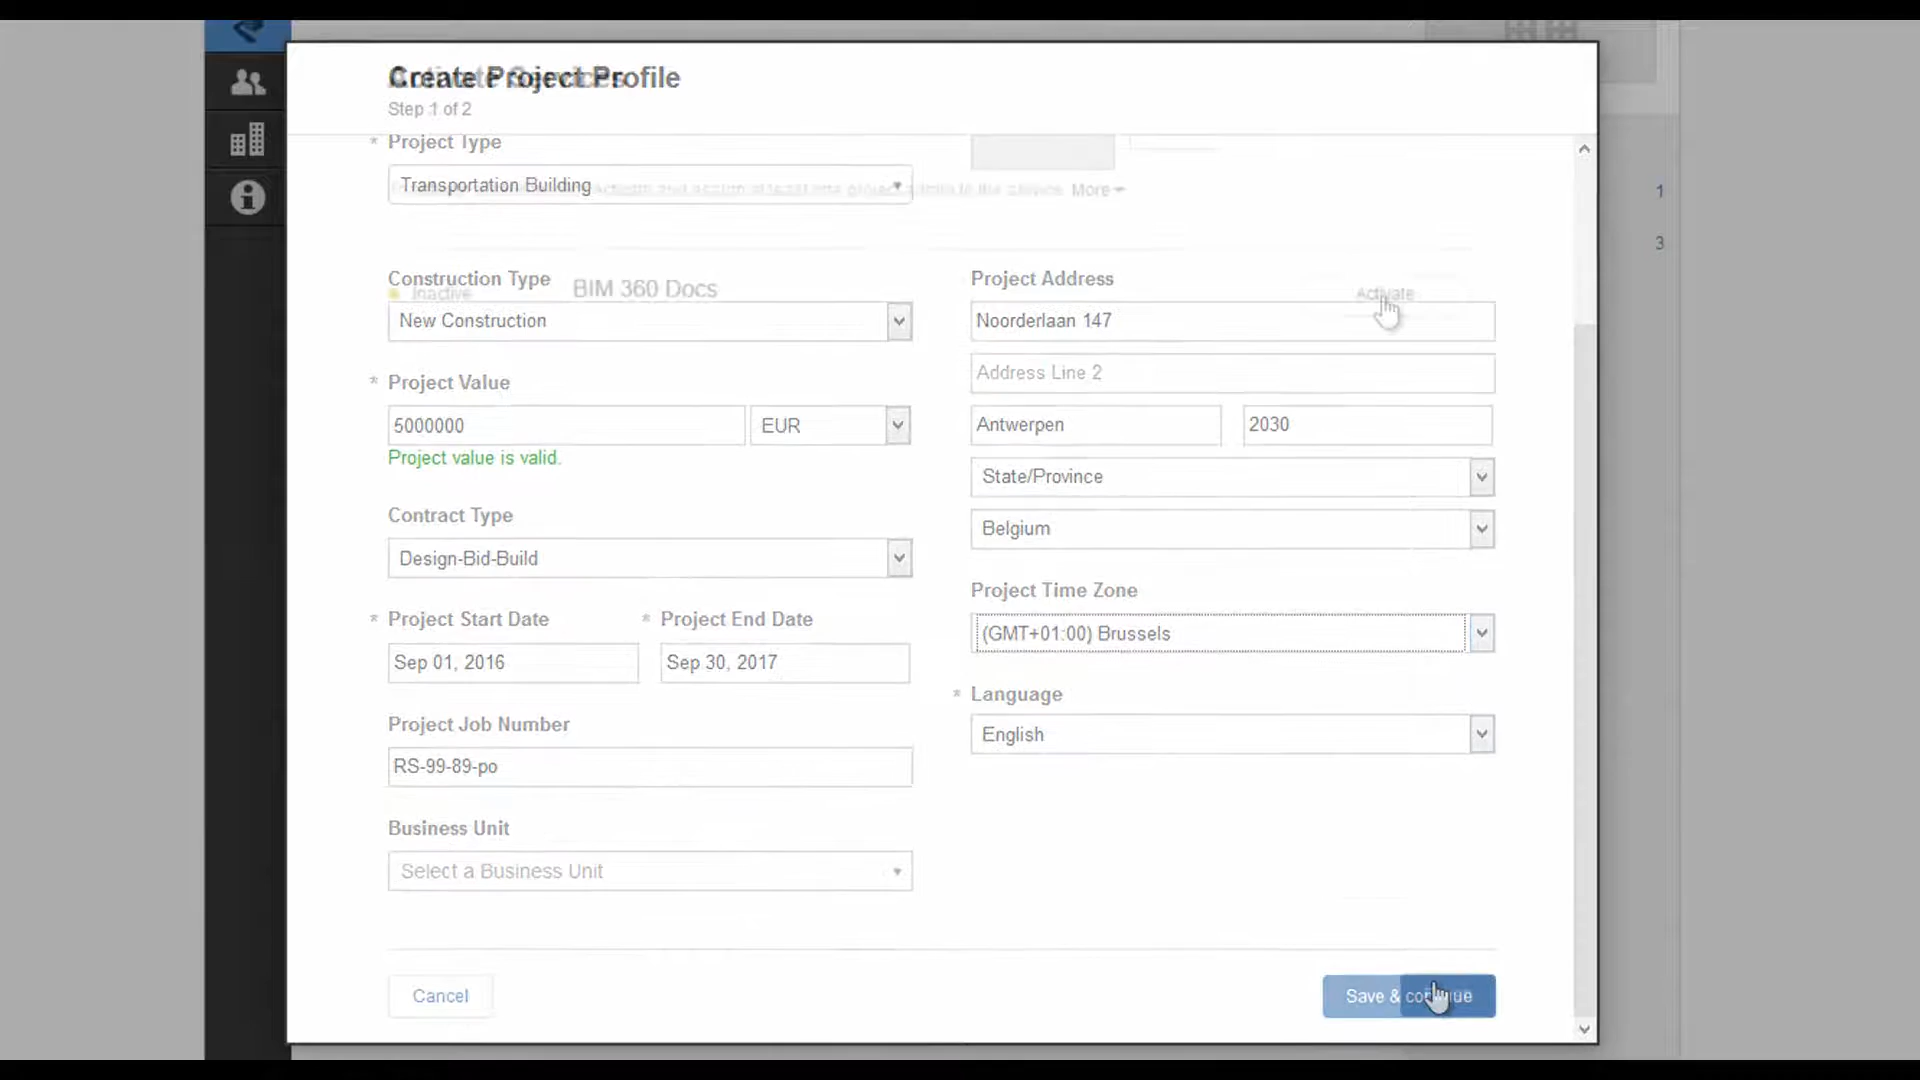 Create Project Profile
Step 1 of 2
* Project Type
Transportation Building
More
1
3
Construction Type
Inactive
BIM 360 Docs
Activate
New Construction
* Project Value
5000000
EUR
Project value is valid.
Contract Type
Design-Bid-Build
* Project Start Date
* Project End Date
Sep 01, 2016
Sep 30, 2017
Project Job Number
RS-99-89-po
Business Unit
Select a Business Unit
Project Address
Noorderlaan 147
Address Line 2
Antwerpen
2030
State/Province
Belgium
Project Time Zone
(GMT+01:00) Brussels
* Language
English
Cancel
Save & continue